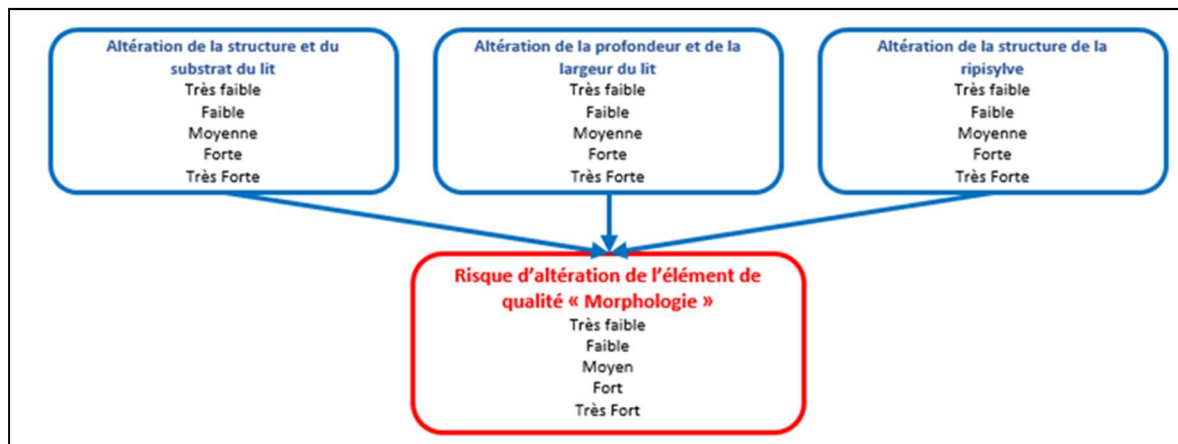 Altération de la structure et du
substrat du lit
Très faible
Faible
Moyenne
Forte
Très Forte
Altération de la profondeur et de la
largeur du lit
Très faible
Faible
Moyenne
Forte
Très Forte
Altération de la structure de la
ripisylve
Très faible
Faible
Moyenne
Forte
Très Forte
Risque d’altération de l’élément de
qualité « Morphologie »
Très faible
Faible
Moyen
Fort
Très Fort